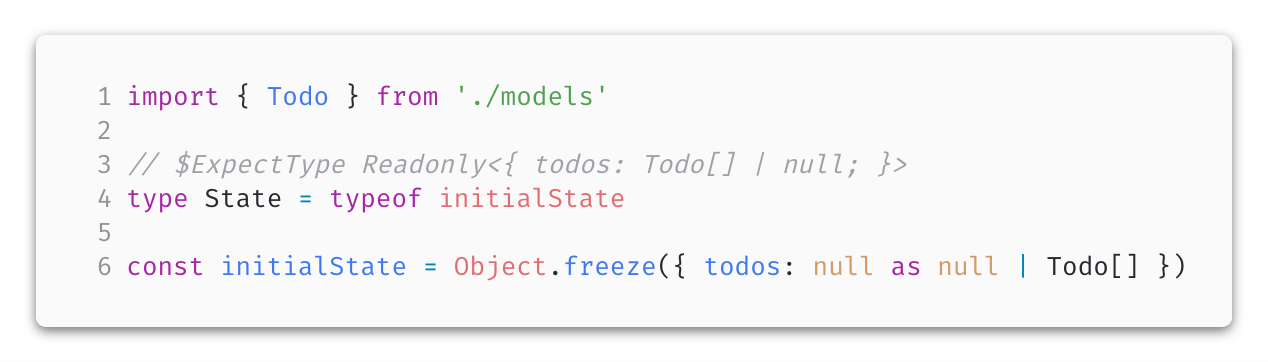 1 import { Todo } from './models'
2
3 // $ExpectType Readonly<{ todos: Todo[] | null; }>
4 type State = typeof initialState
5
6 const initialState = Object.freeze({ todos: null as null | Todo[] })